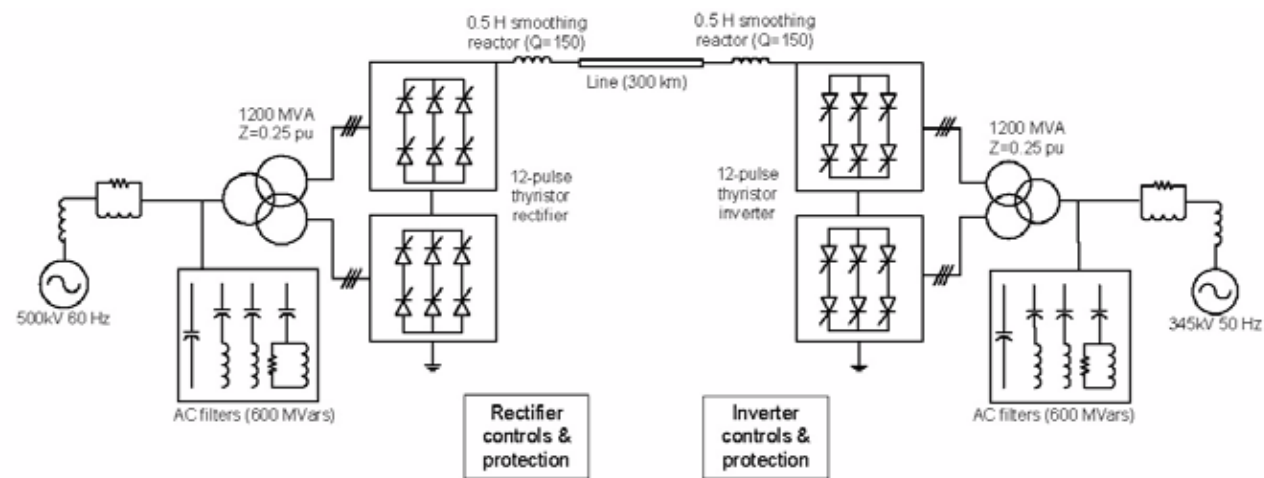 0.5 H smoothing
reactor (Q=150)
0.5 H smoothing
reactor (Q=150)
Line (300 km)
1200 MVA
Z=0.25 pu
1200 MVA
Z=0.25 pu
12-pulse
thyristor
rectifier
12-pulse
thyristor
inverter
500kV 60 Hz
345kV 50 Hz
AC filters (600 MVars)
AC filters (600 MVars)
Rectifier
controls &
protection
Inverter
controls &
protection